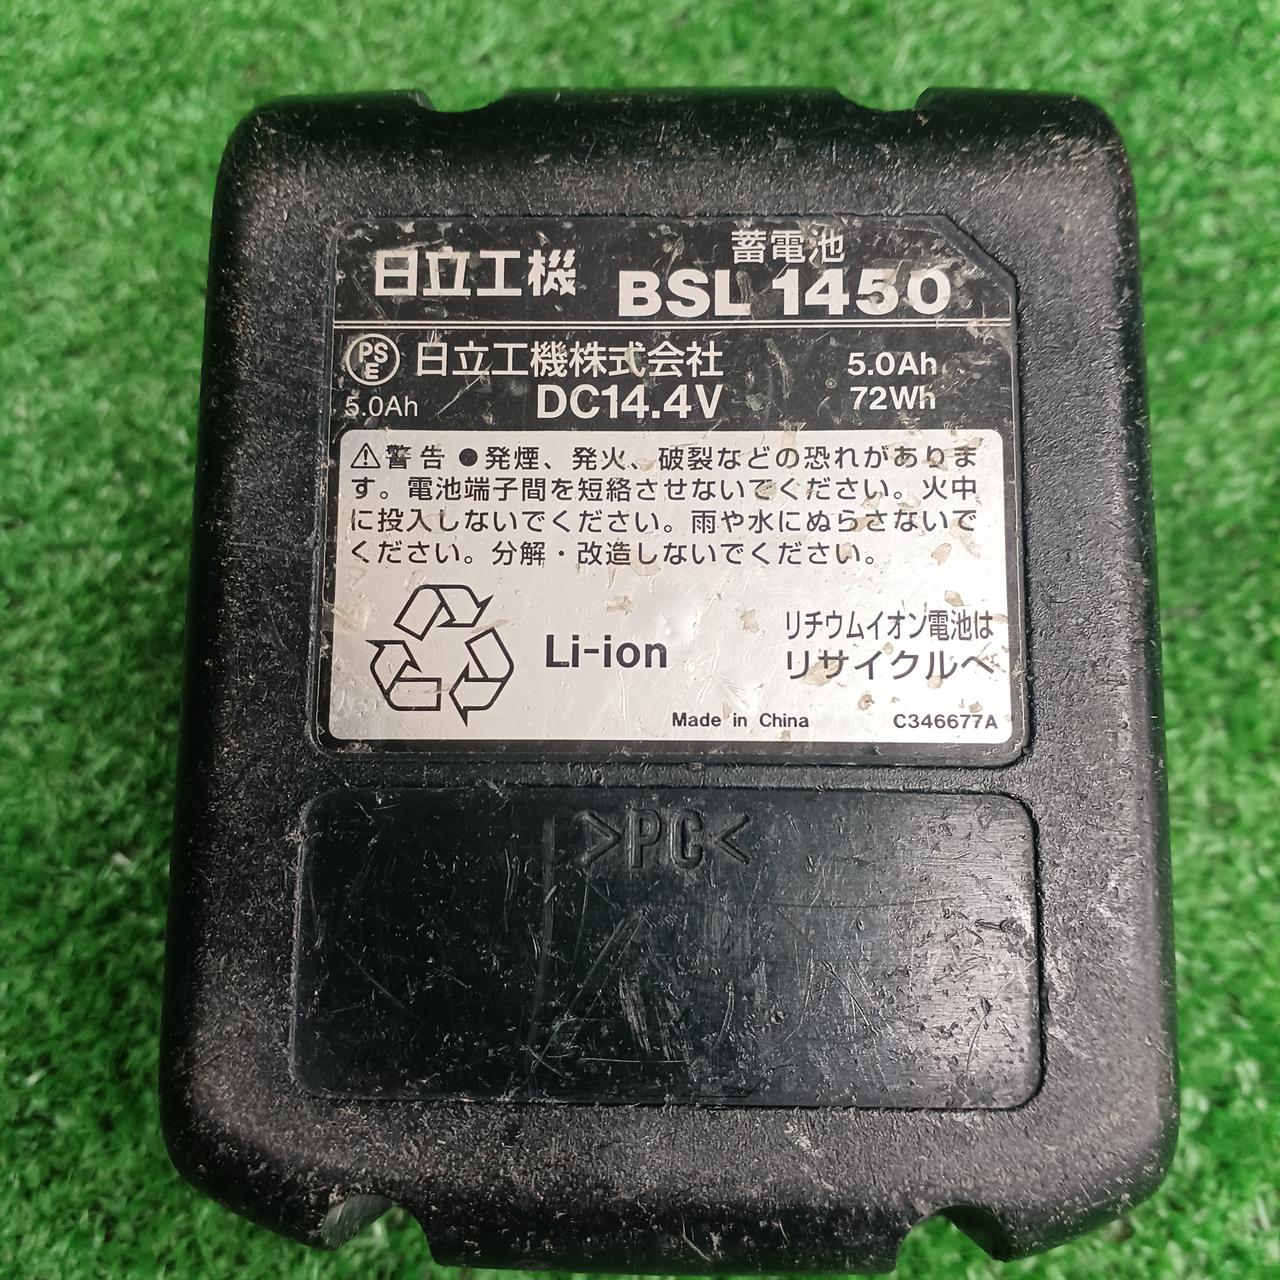 蓄電池
日立工機 BSL 1450
PSE 日立工機株式会社 5.0Ah
5.0Ah DC14.4V 72Wh
⚠警告 ●発煙、発火、破裂などの恐れがありま
す。電池端子間を短絡させないでください。火中
に投入しないでください。雨や水にぬらさないで
ください。分解・改造しないでください。
Li-ion
リチウムイオン電池は
リサイクルへ
Made in China C346677A
>PC<